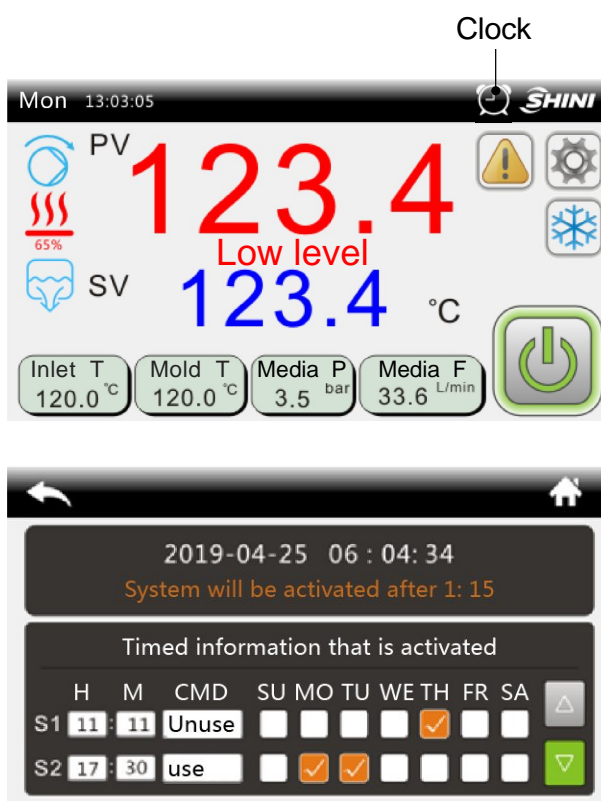 Clock
Mon 13:03:05 SHINI
PV 123.4
65%
Low level
SV 123.4 °C
Inlet T Mold T Media P Media F
120.0 °C 120.0 °C 3.5 bar 33.6 L/min
2019-04-25 06 : 04: 34
System will be activated after 1: 15
Timed information that is activated
H M CMD SU MO TU WE TH FR SA
S1 11 : 11 Unuse
S2 17 : 30 use